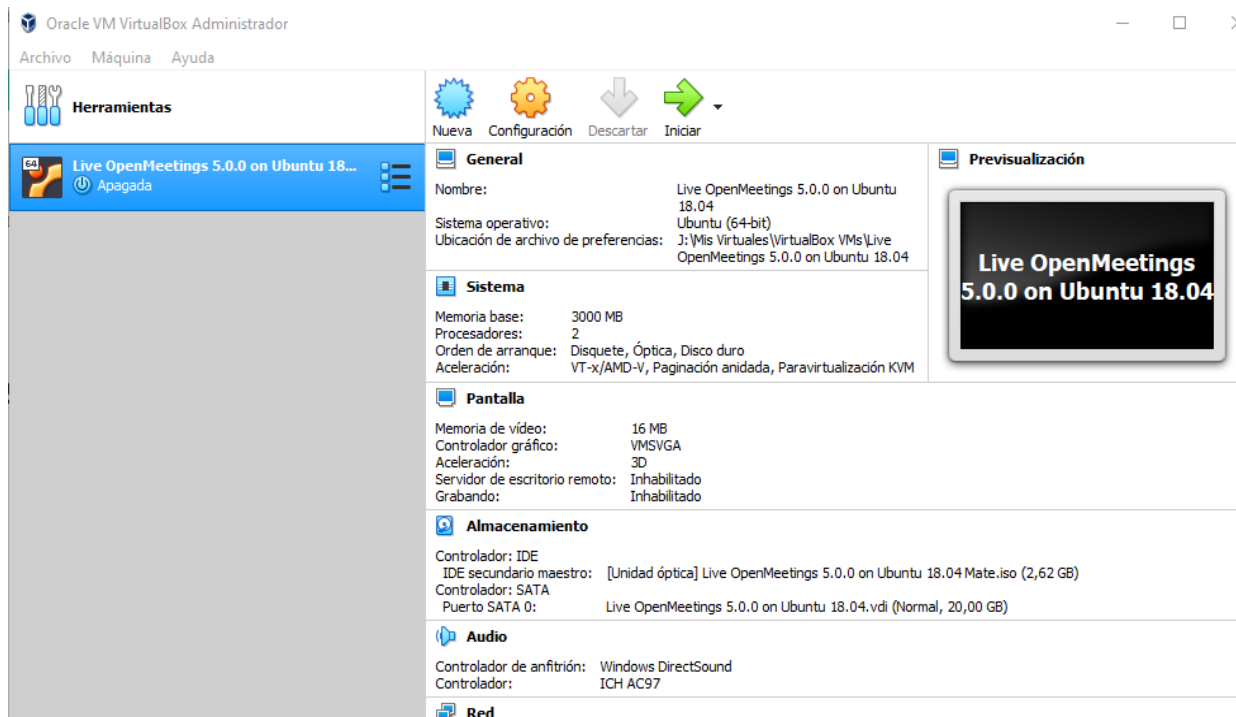 Oracle VM VirtualBox Administrador
Archivo Máquina Ayuda
Herramientas
Nueva Configuración Descartar Iniciar
64
Live OpenMeetings 5.0.0 on Ubuntu 18...
Apagada
General
Nombre: Live OpenMeetings 5.0.0 on Ubuntu
18.04
Sistema operativo: Ubuntu (64-bit)
Ubicación de archivo de preferencias: J:\Mis Virtuales\VirtualBox VMs\Live
OpenMeetings 5.0.0 on Ubuntu 18.04
Previsualización
Live OpenMeetings
5.0.0 on Ubuntu 18.04
Sistema
Memoria base: 3000 MB
Procesadores: 2
Orden de arranque: Disquete, Óptica, Disco duro
Aceleración: VT-x/AMD-V, Paginación anidada, Paravirtualización KVM
Pantalla
Memoria de vídeo: 16 MB
Controlador gráfico: VMSVGA
Aceleración: 3D
Servidor de escritorio remoto: Inhabilitado
Grabando: Inhabilitado
Almacenamiento
Controlador: IDE
IDE secundario maestro: [Unidad óptica] Live OpenMeetings 5.0.0 on Ubuntu 18.04 Mate.iso (2,62 GB)
Controlador: SATA
Puerto SATA 0: Live OpenMeetings 5.0.0 on Ubuntu 18.04.vdi (Normal, 20,00 GB)
Audio
Controlador de anfitrión: Windows DirectSound
Controlador: ICH AC97
Red